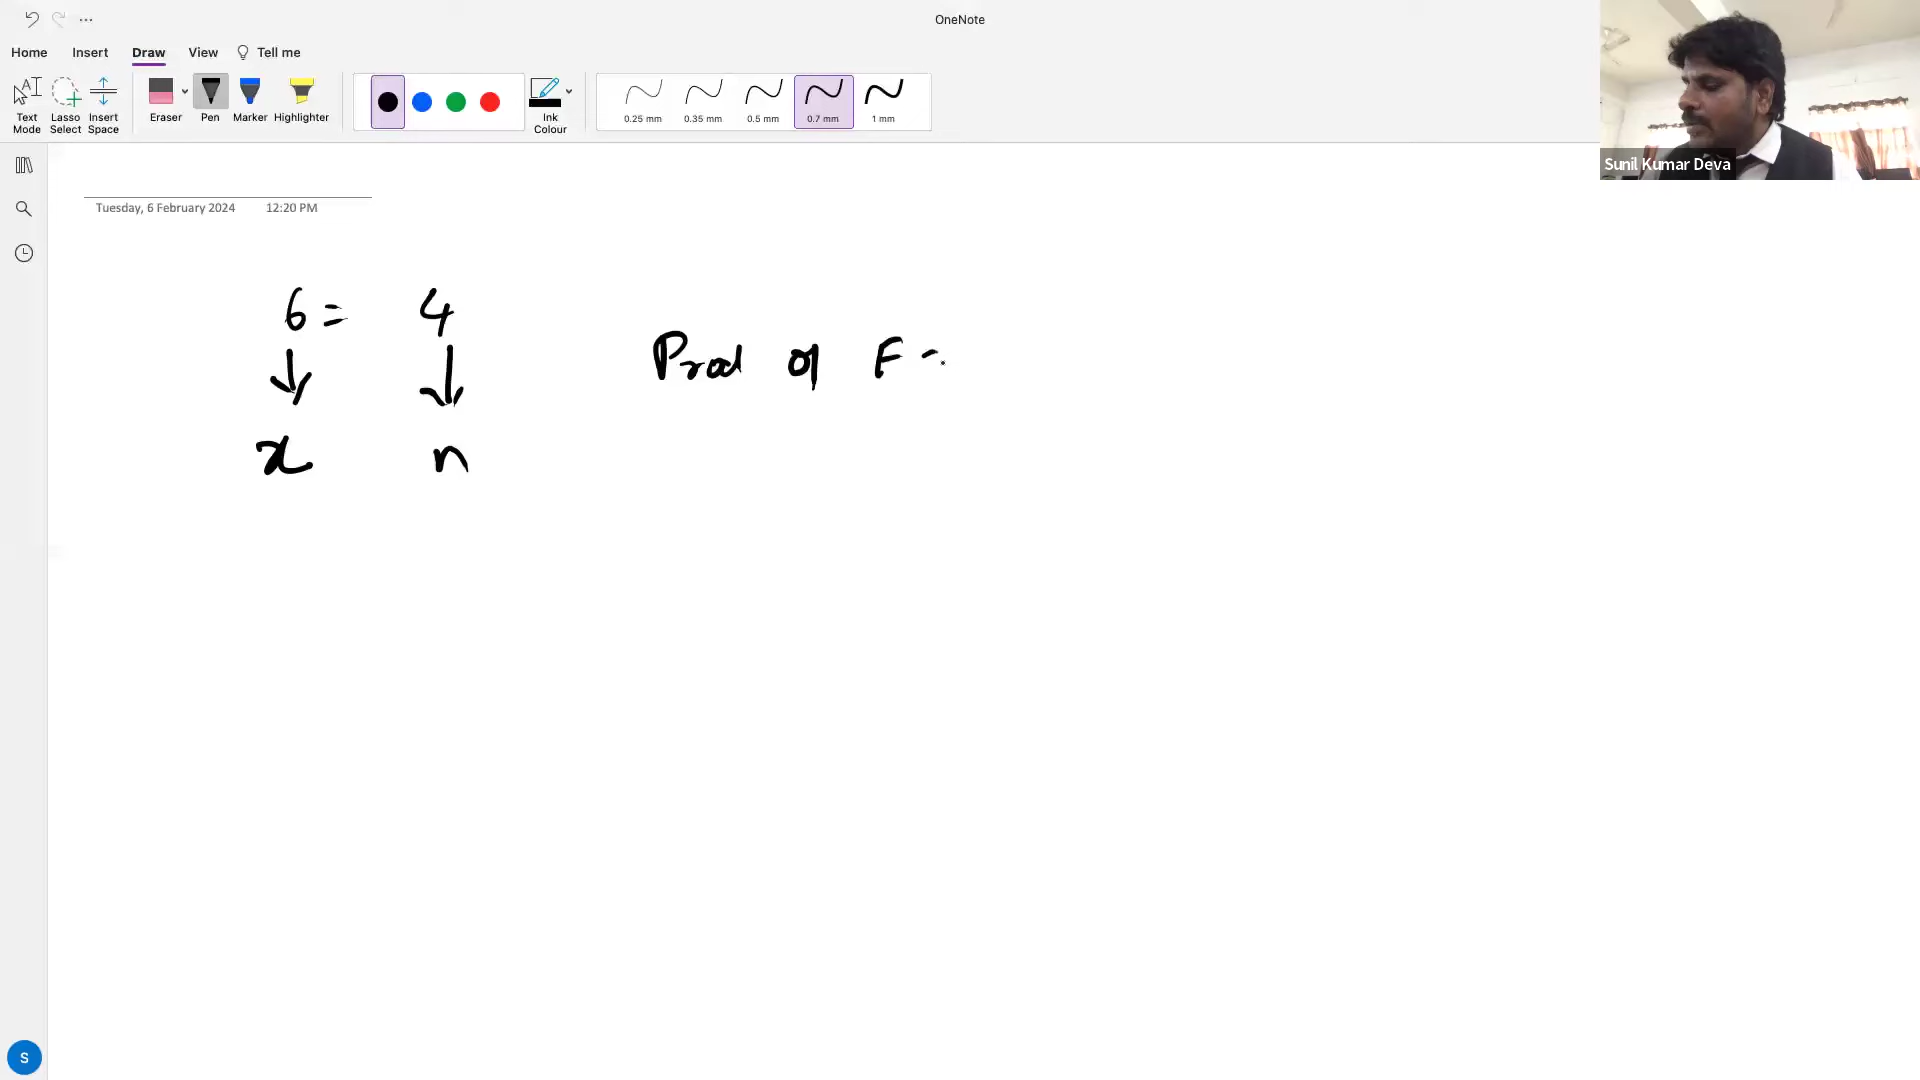 OneNote
Home Insert Draw View Tell me
Text Mode
Lasso Select
Insert Space
Eraser
Pen
Marker
Highlighter
Ink Colour
0.25 mm
0.35 mm
0.5 mm
0.7 mm
1 mm
Sunil Kumar Deva
Tuesday, 6 February 2024 12:20 PM
6 = 4
Prod of F -
x n
S